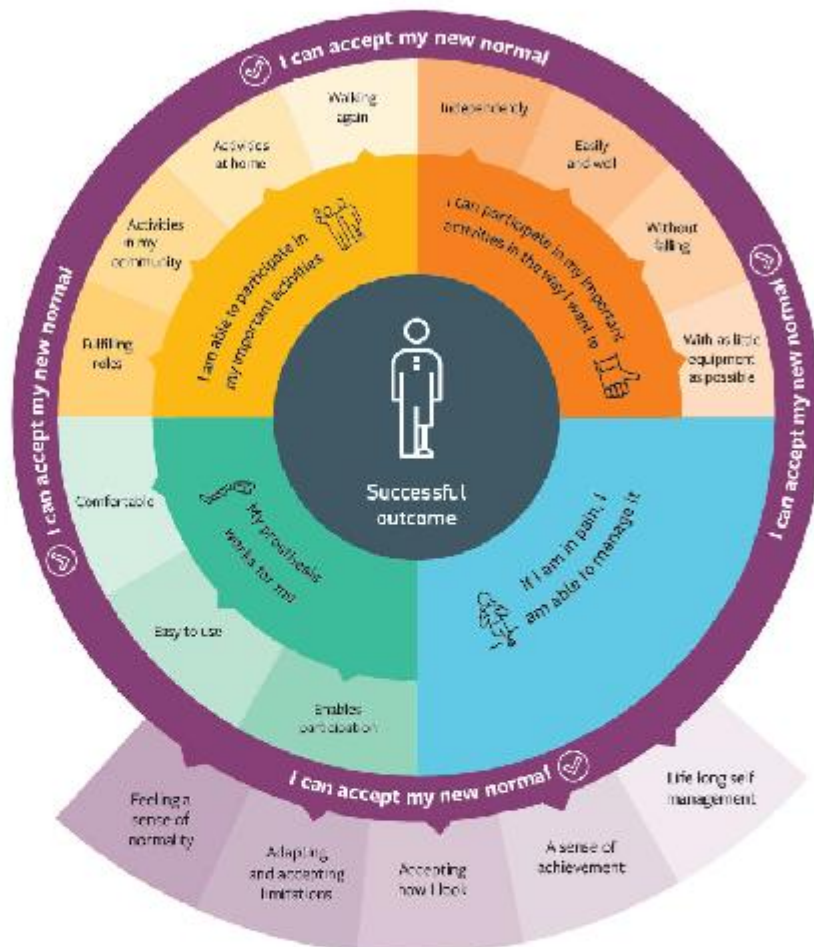 I can accept my new normal
Walking
again
Activities
at home
Activities
in my
community
Fulfilling
roles
I am able to participate in
my important activities
Independently
Easily
and well
Without
falling
With as little
equipment
as possible
I can participate in my important
activities in the way I want to
I can accept my new normal
I can accept my new normal
Successful
outcome
Comfortable
Easy to use
Enables
participation
My prosthesis
works for me
If I am in pain, I
am able to manage it
I can accept my new normal
Feeling a
sense of
normality
Adapting
and accepting
limitations
Accepting
how I look
A sense of
achievement
Life long self
management